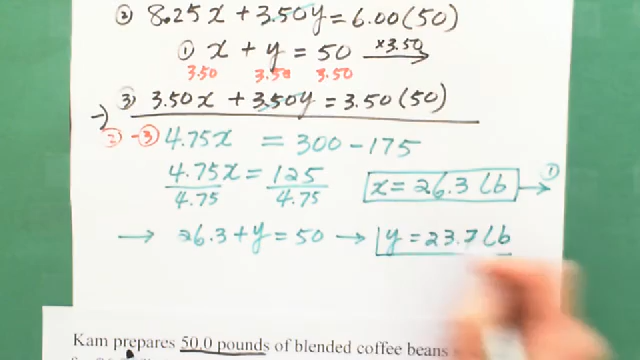 ② 8.25x + 3.50y = 6.00(50)
① x + y = 50 ×3.50→
3.50 3.50 3.50
-) ③ 3.50x + 3.50y = 3.50(50)
② - ③ 4.75x = 300 - 175
4.75x = 125
4.75 4.75
x = 26.3 lb → ①
→ 26.3 + y = 50 → y = 23.7 lb
Kam prepares 50.0 pounds of blended coffee beans